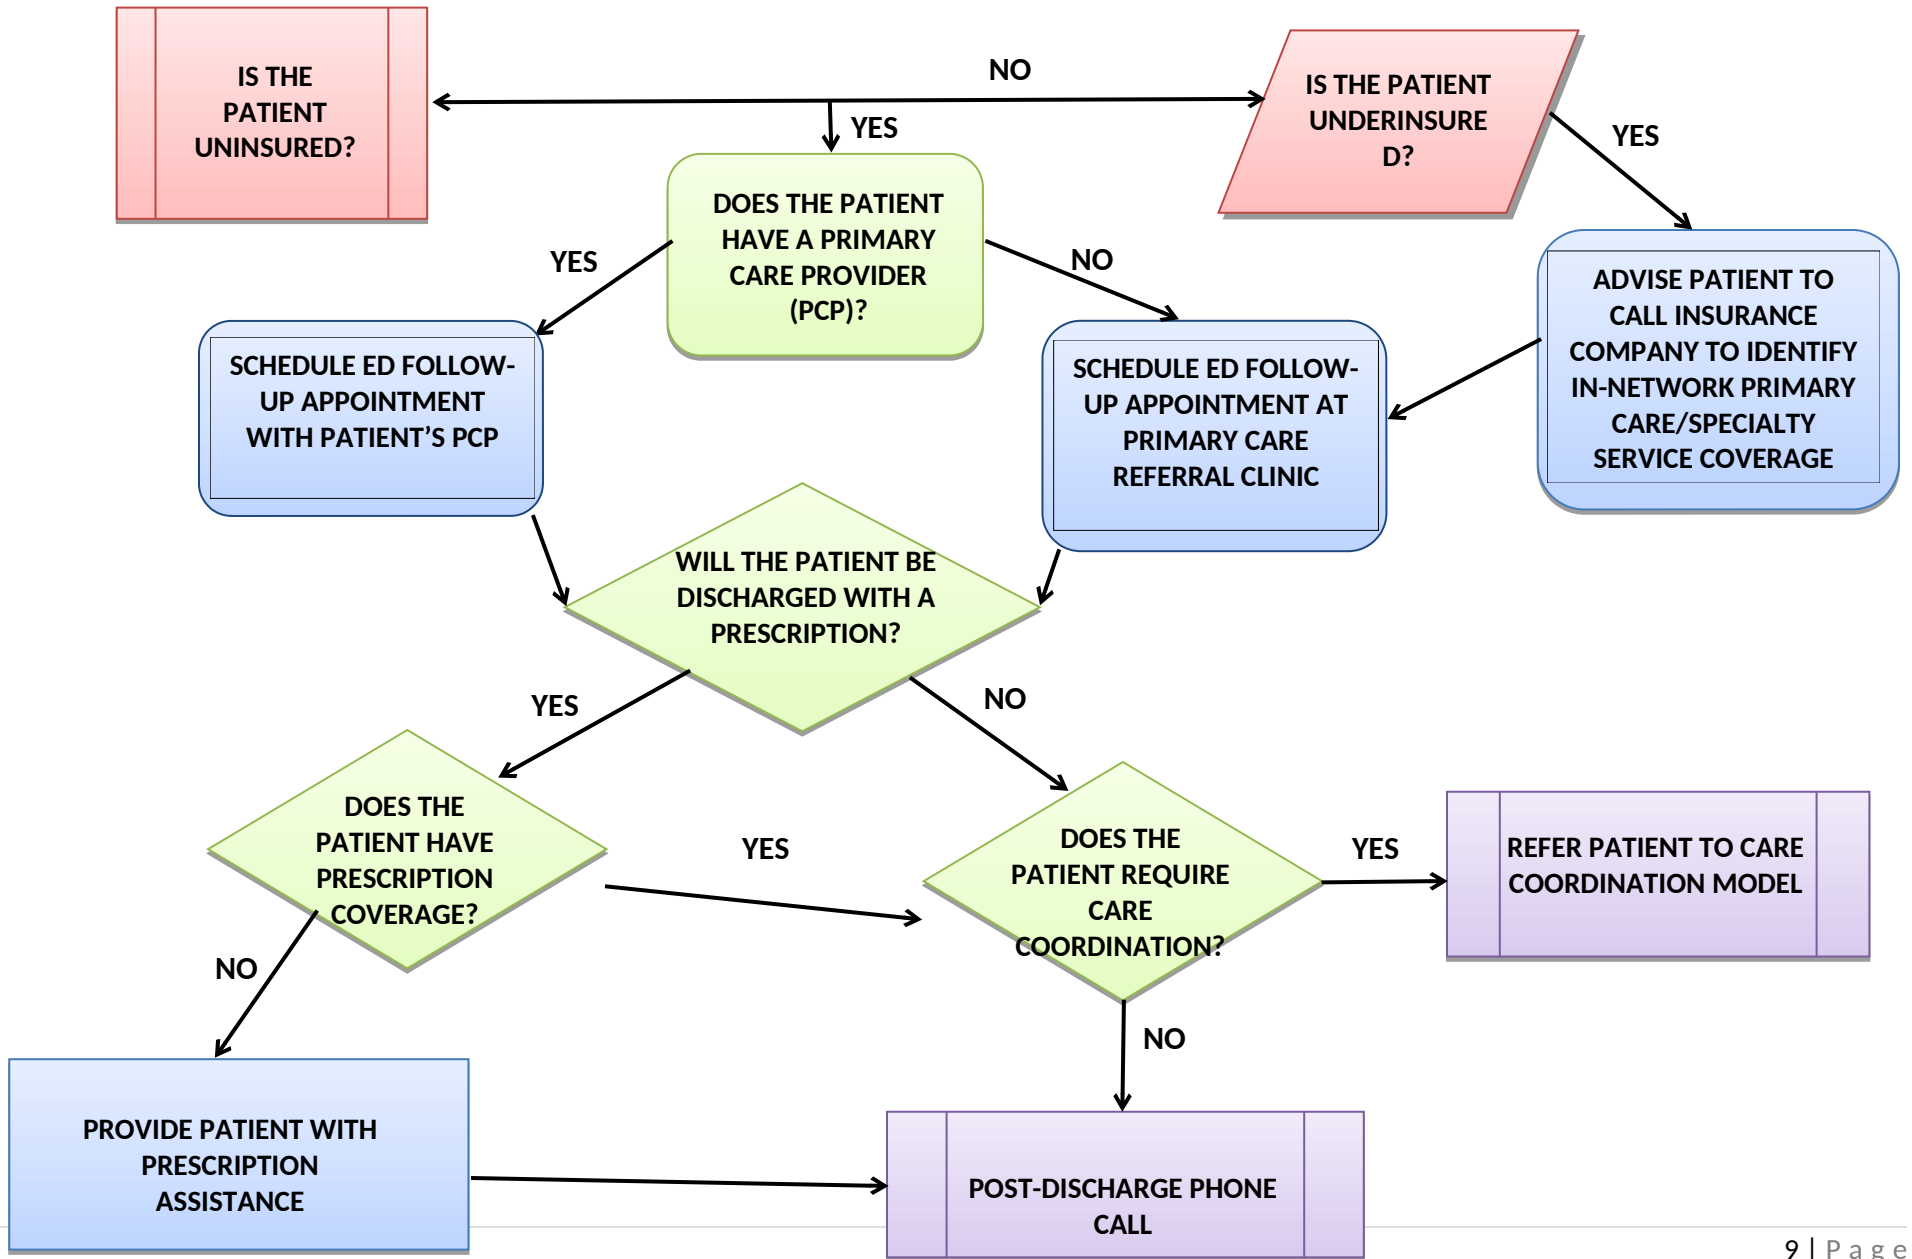 IS THE
PATIENT
UNINSURED?
NO
IS THE PATIENT
UNDERINSURE
D?
YES
YES
DOES THE PATIENT
HAVE A PRIMARY
CARE PROVIDER
(PCP)?
YES
NO
ADVISE PATIENT TO
CALL INSURANCE
COMPANY TO IDENTIFY
IN-NETWORK PRIMARY
CARE/SPECIALTY
SERVICE COVERAGE
SCHEDULE ED FOLLOW-
UP APPOINTMENT
WITH PATIENT’S PCP
SCHEDULE ED FOLLOW-
UP APPOINTMENT AT
PRIMARY CARE
REFERRAL CLINIC
WILL THE PATIENT BE
DISCHARGED WITH A
PRESCRIPTION?
YES
NO
DOES THE
PATIENT HAVE
PRESCRIPTION
COVERAGE?
YES
DOES THE
PATIENT REQUIRE
CARE
COORDINATION?
YES
REFER PATIENT TO CARE
COORDINATION MODEL
NO
NO
PROVIDE PATIENT WITH
PRESCRIPTION
ASSISTANCE
POST-DISCHARGE PHONE
CALL
9 | Page